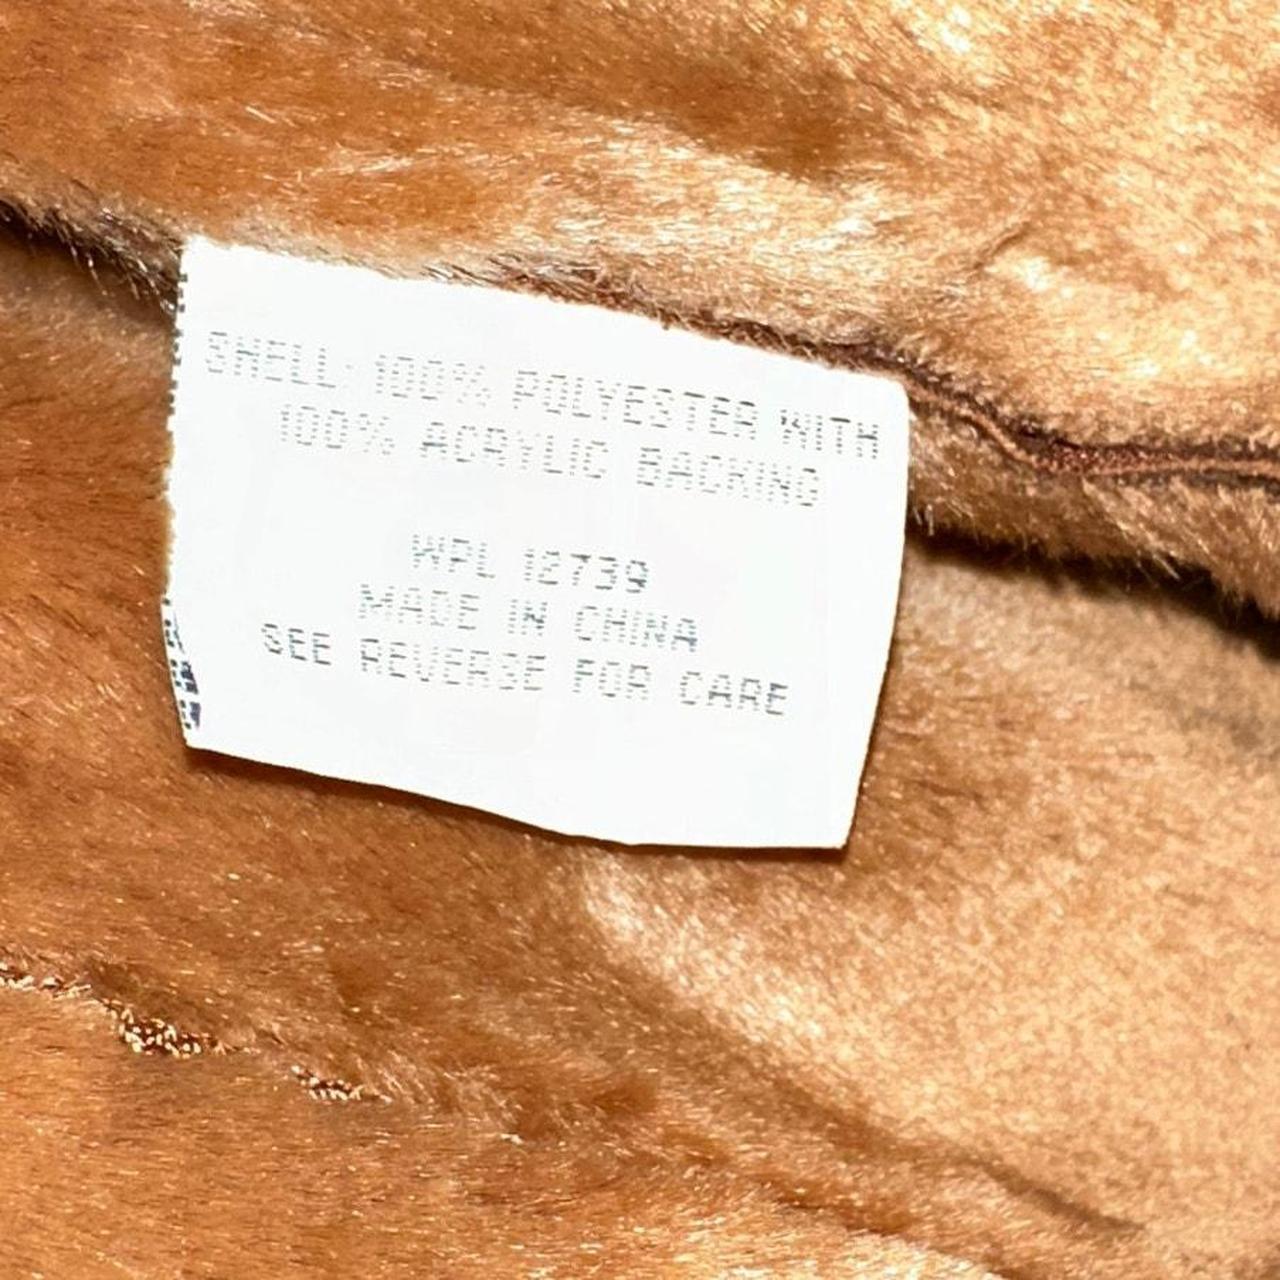 SHELL: 100% POLYESTER WITH
100% ACRYLIC BACKING
WPL 12739
MADE IN CHINA
SEE REVERSE FOR CARE